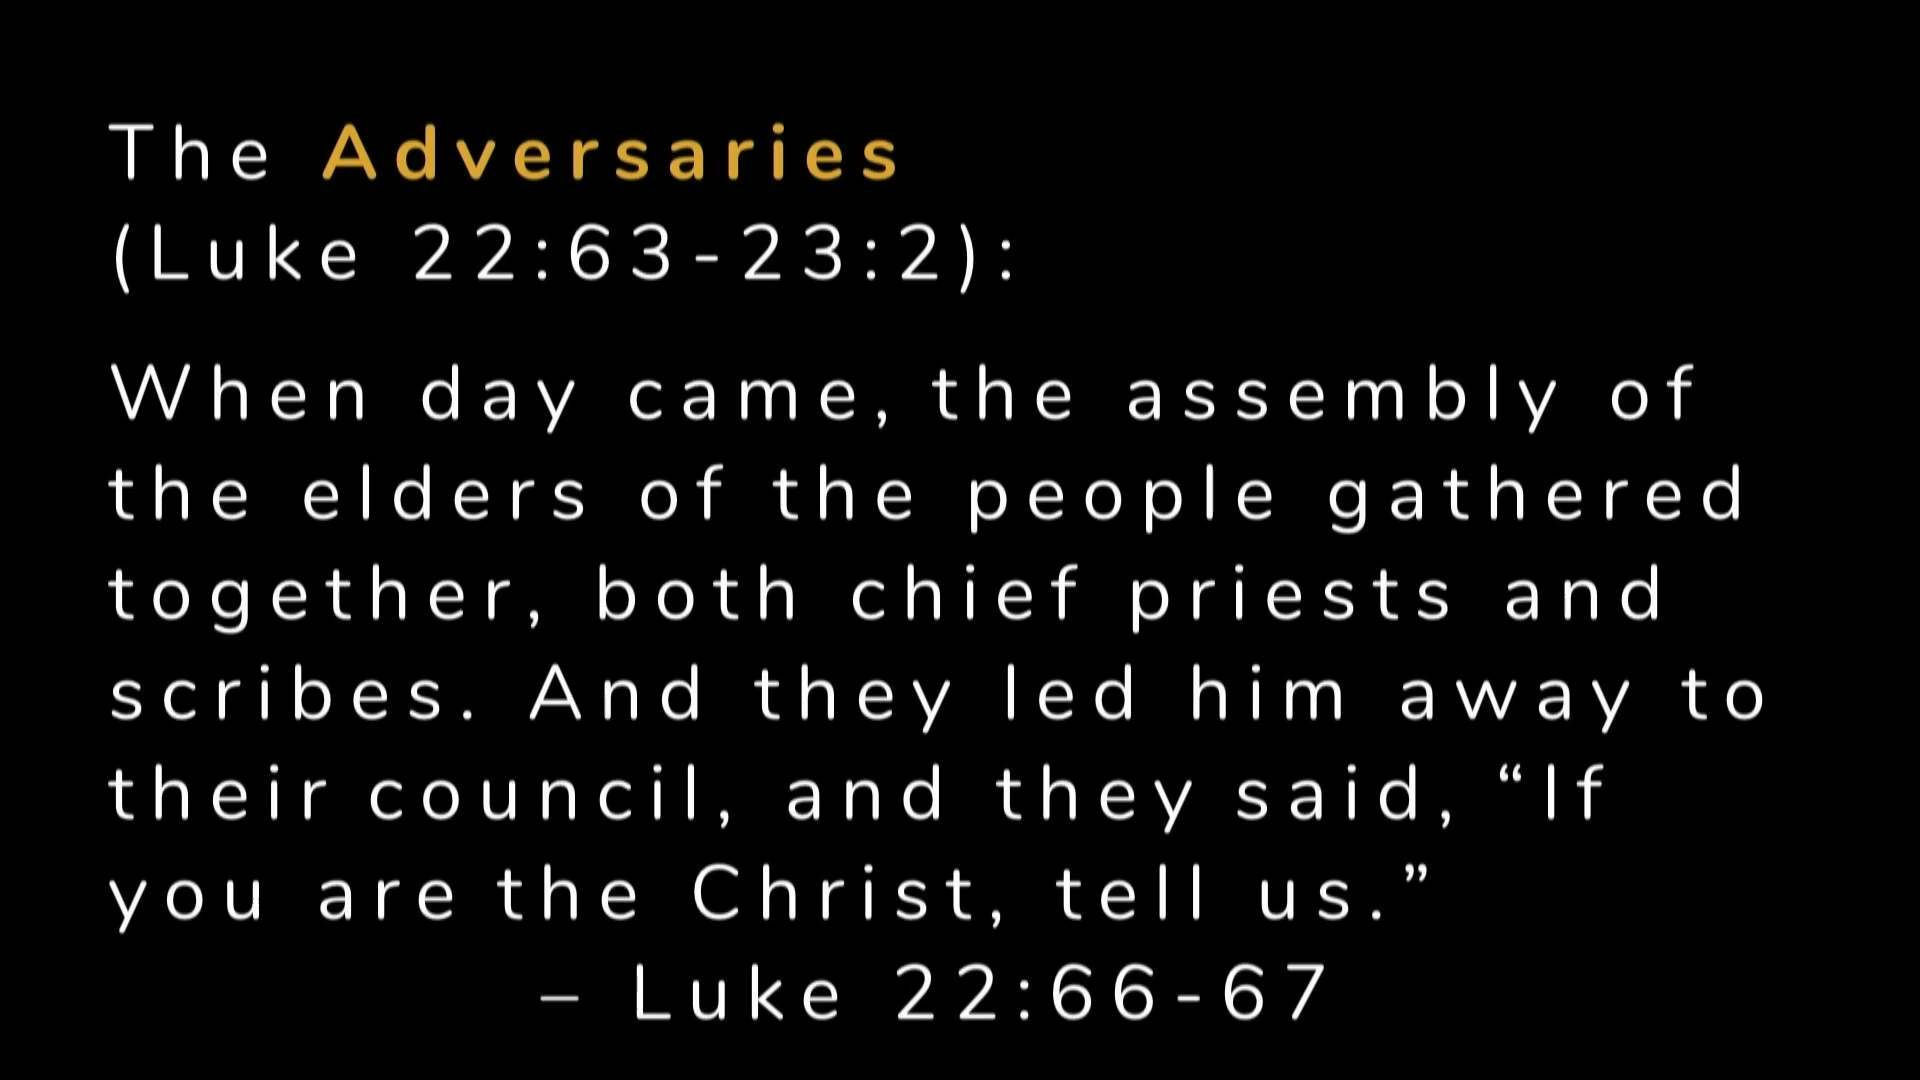 The Adversaries
(Luke 22:63-23:2):
When day came, the assembly of
the elders of the people gathered
together, both chief priests and
scribes. And they led him away to
their council, and they said, “If
you are the Christ, tell us.”
– Luke 22:66-67